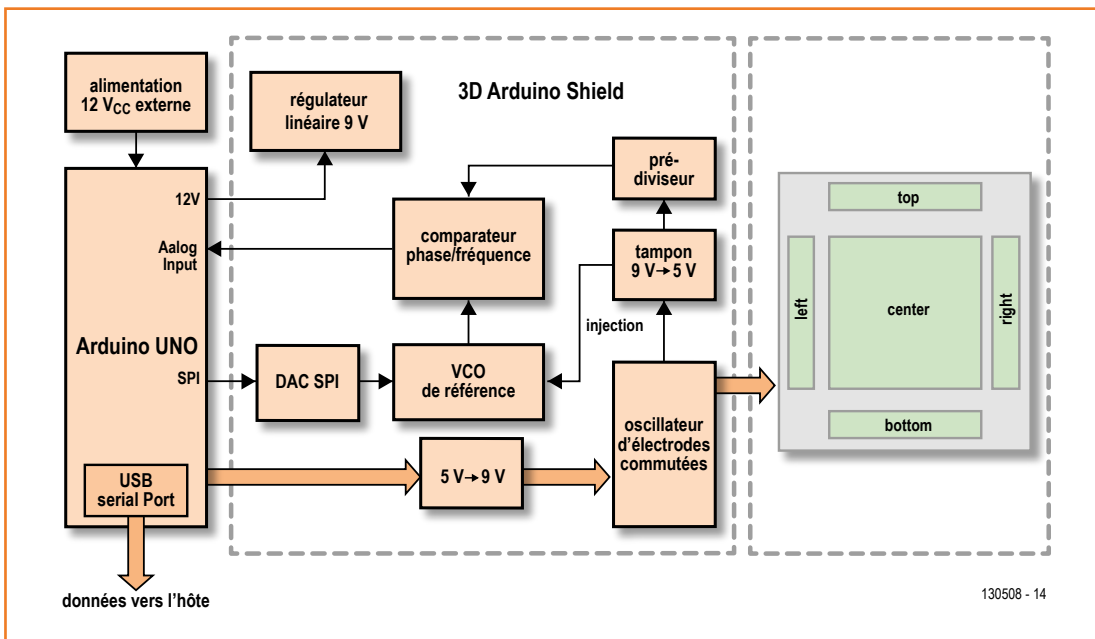 alimentation
12 VCC externe
régulateur
linéaire 9 V
3D Arduino Shield
pré-
diviseur
12V
Aalog
Input
comparateur
phase/fréquence
tampon
9 V→5 V
injection
Arduino UNO
SPI
DAC SPI
VCO
de référence
oscillateur
d'électrodes
commutées
5 V→9 V
USB
serial Port
données vers l'hôte
top
left
center
right
bottom
130508 - 14